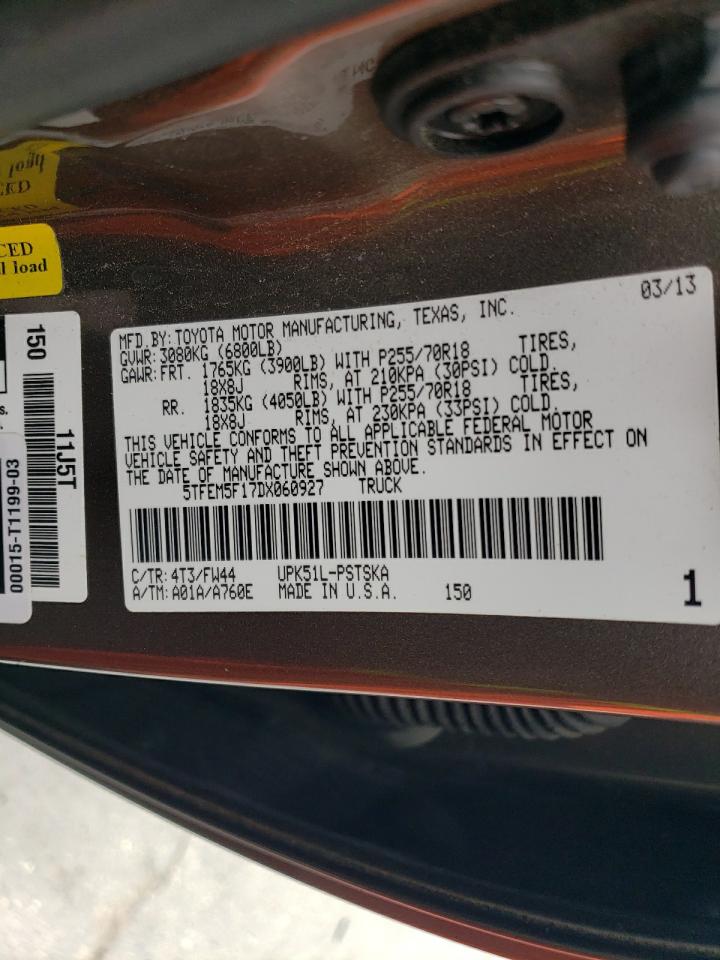 CED
l load
150
11J5T
00015-T1199-03
03/13
MFD.BY: TOYOTA MOTOR MANUFACTURING, TEXAS, INC.
GVWR: 3080KG (6800LB)
GAWR: FRT. 1765KG (3900LB) WITH P255/70R18 TIRES,
18X8J RIMS, AT 210KPA (30PSI) COLD.
RR. 1835KG (4050LB) WITH P255/70R18 TIRES,
18X8J RIMS, AT 230KPA (33PSI) COLD.
THIS VEHICLE CONFORMS TO ALL APPLICABLE FEDERAL MOTOR
VEHICLE SAFETY AND THEFT PREVENTION STANDARDS IN EFFECT ON
THE DATE OF MANUFACTURE SHOWN ABOVE.
5TFEM5F17DX060927 TRUCK
C/TR: 4T3/FW44 UPK51L-PSTSKA
A/TM: A01A/A760E MADE IN U.S.A. 150
1